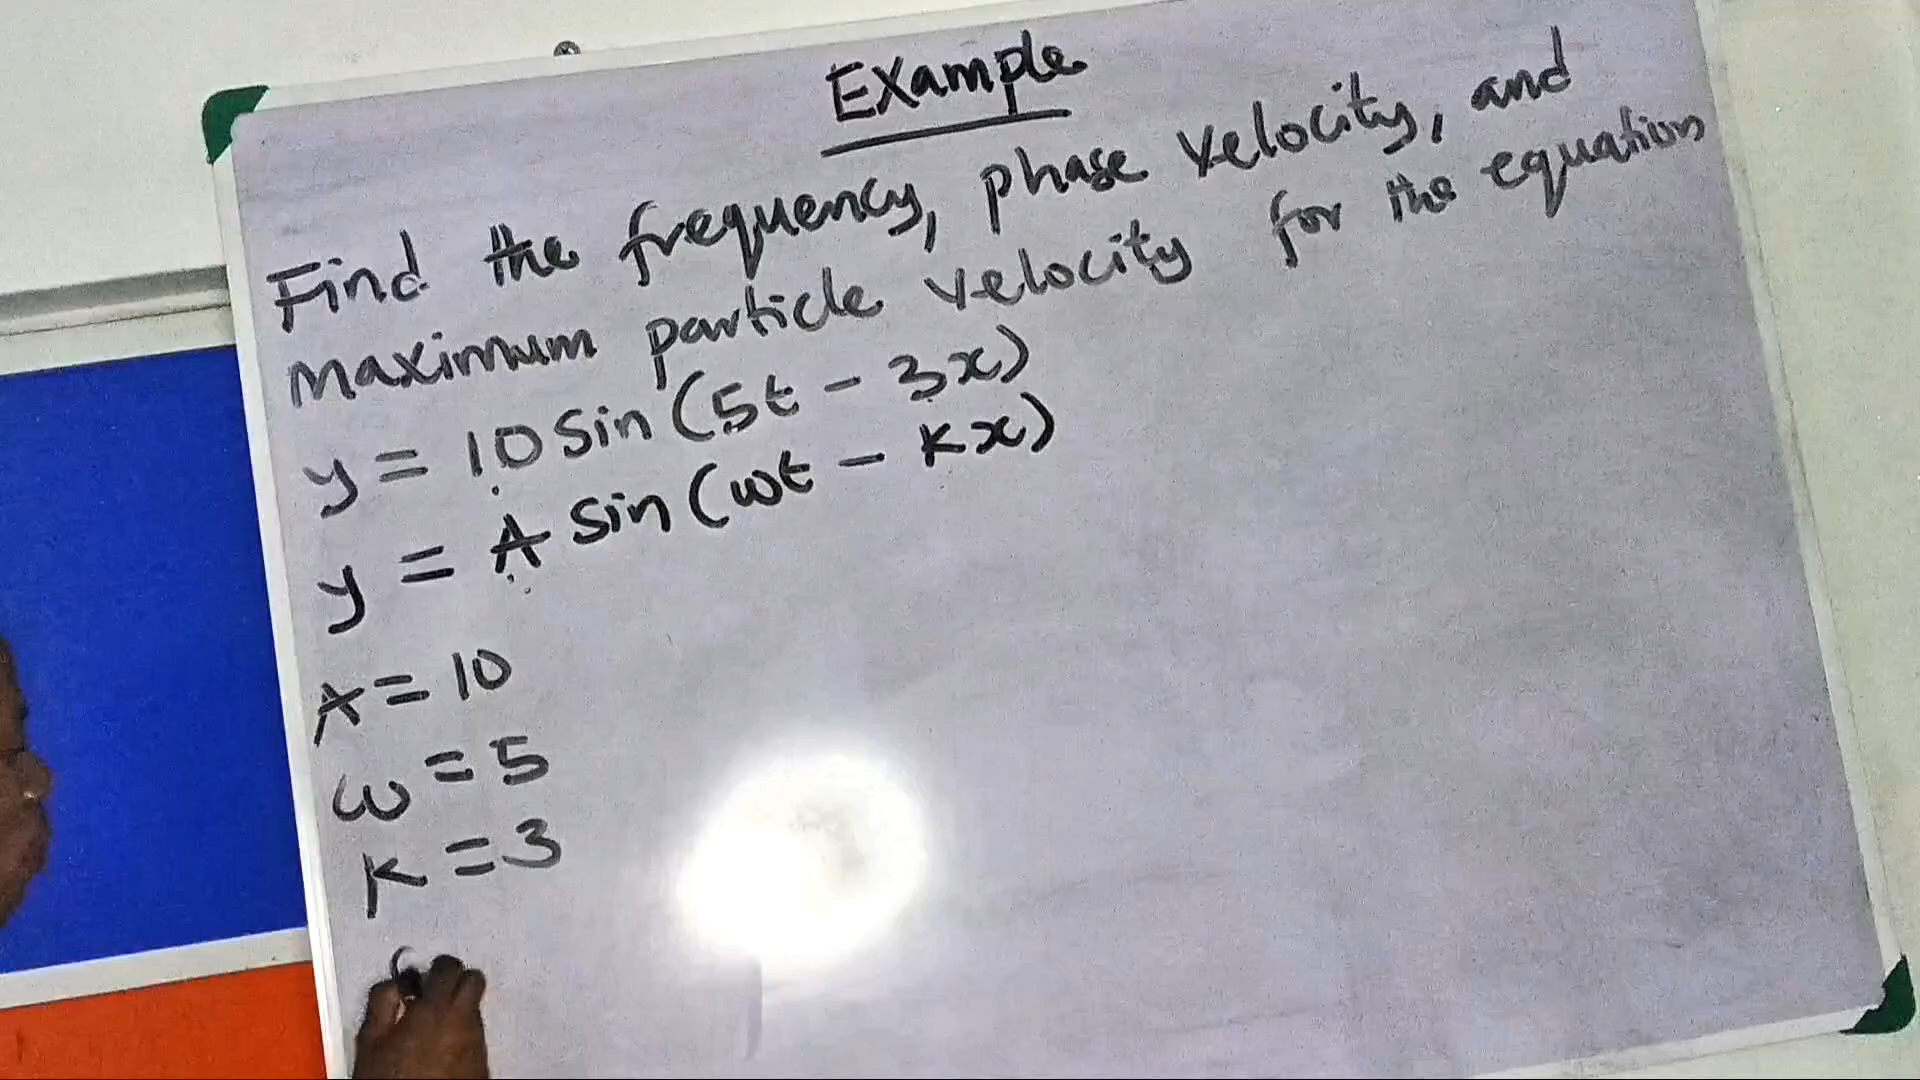 Example
Find the frequency, phase velocity, and
maximum particle velocity for the equation
y = 10 sin (5t - 3x)
y = A sin (ωt - kx)
A = 10
ω = 5
K = 3